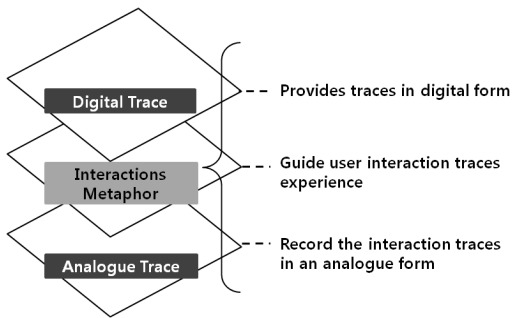 Digital Trace
Provides traces in digital form
Interactions
Metaphor
Guide user interaction traces
experience
Analogue Trace
Record the interaction traces
in an analogue form